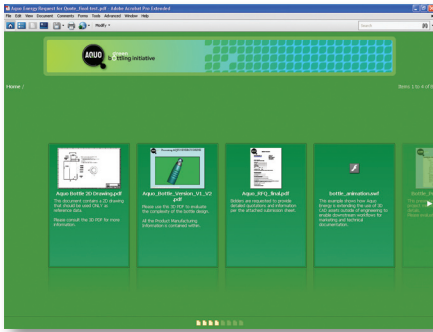 Aquo Energy Request for Quote_final-test.pdf - Adobe Acrobat Pro Extended
File Edit View Document Comments Forms Tools Advanced Window Help
Modify
Search
AQUO
green
bottling initiative
Home /
Items 1 to 4 of
Aquo Bottle 2D Drawing.pdf
This document contains a 2D drawing
that should be used ONLY as
reference data.
Please consult the 3D PDF for more
information.
Aquo_Bottle_Version_V1_V2
.pdf
Please use this 3D PDF to evaluate
the complexity of the bottle design.
All the Product Manufacturing
Information is contained within.
Aquo_RFQ_final.pdf
Bidders are requested to provide
detailed quotations and information
per the attached submission sheet.
bottle_animation.swf
This example shows how Aquo
Energy is extending the use of 3D
CAD assets outside of engineering to
enable downstream workflows for
marketing and technical
documentation.